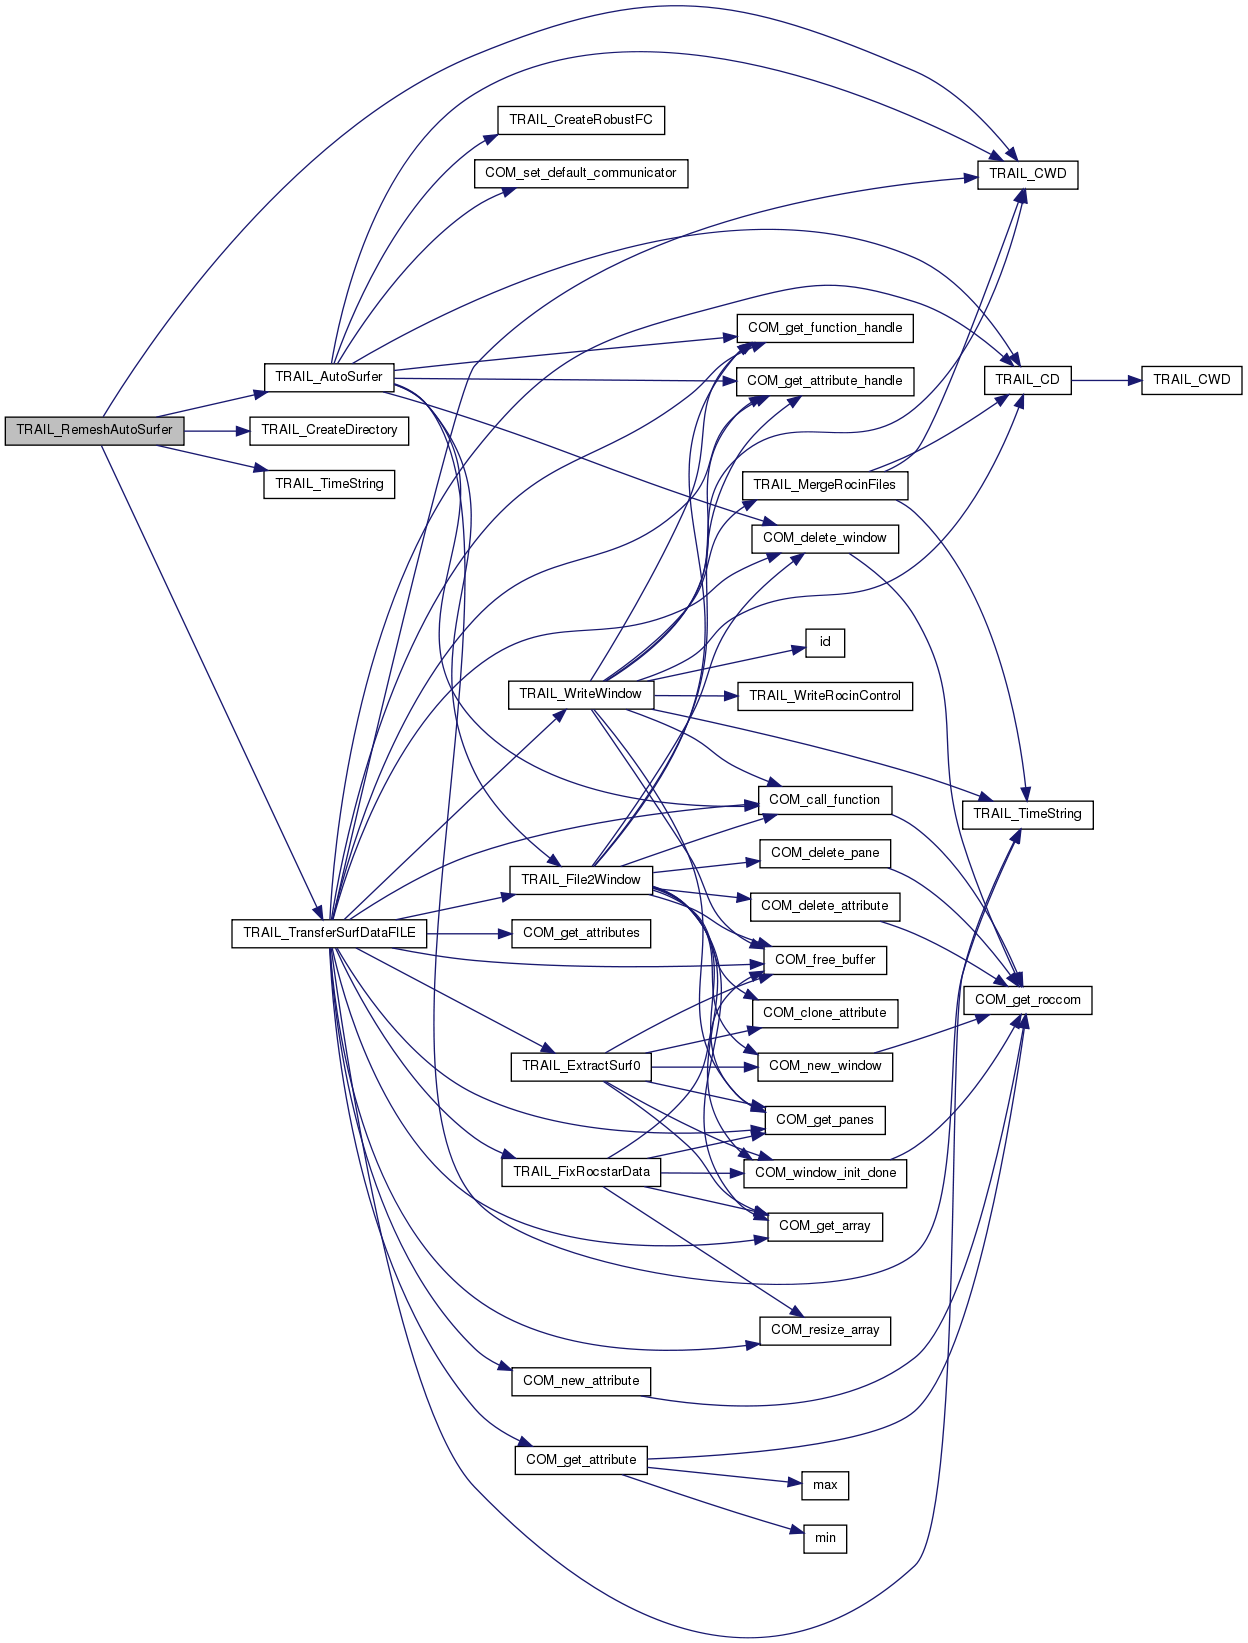 TRAIL_CreateRobustFC
COM_set_default_communicator
TRAIL_CWD
COM_get_function_handle
TRAIL_AutoSurfer
COM_get_attribute_handle
TRAIL_CD
TRAIL_CWD
TRAIL_RemeshAutoSurfer
TRAIL_CreateDirectory
TRAIL_TimeString
TRAIL_MergeRocinFiles
COM_delete_window
id
TRAIL_WriteWindow
TRAIL_WriteRocinControl
COM_call_function
TRAIL_TimeString
COM_delete_pane
TRAIL_File2Window
COM_delete_attribute
TRAIL_TransferSurfDataFILE
COM_get_attributes
COM_free_buffer
COM_get_roccom
COM_clone_attribute
TRAIL_ExtractSurf0
COM_new_window
COM_get_panes
TRAIL_FixRocstarData
COM_window_init_done
COM_get_array
COM_resize_array
COM_new_attribute
COM_get_attribute
max
min